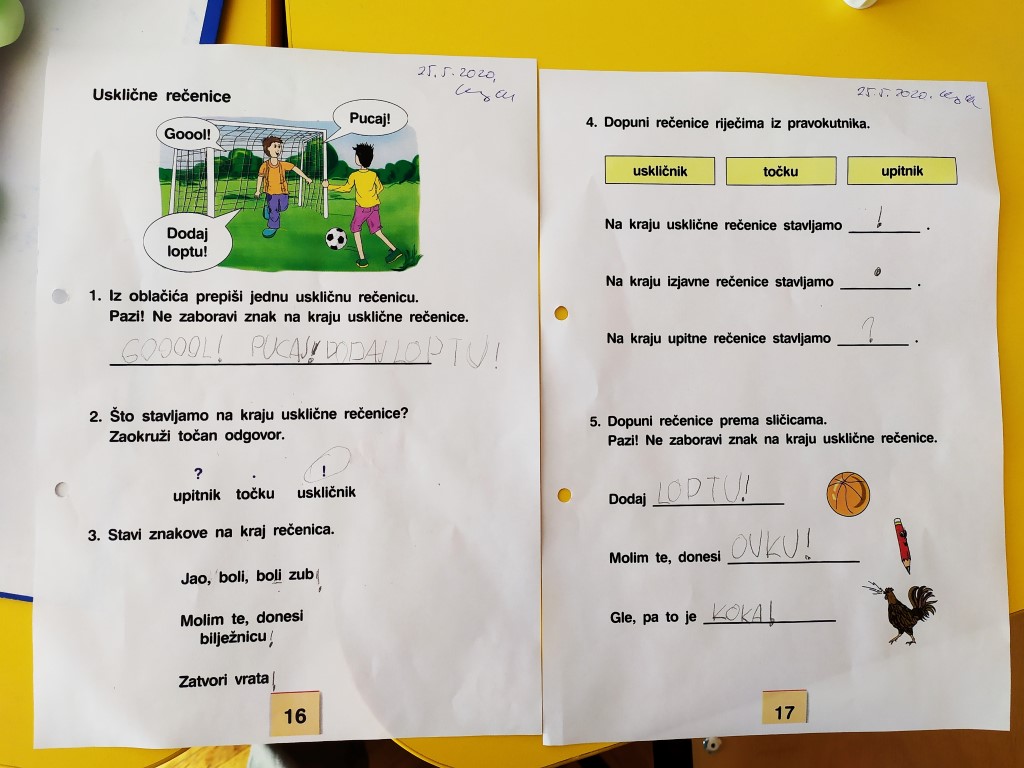 25.5.2020.
Usklične rečenice
Goool!
Pucaj!
Dodaj
loptu!
1. Iz oblačića prepiši jednu uskličnu rečenicu.
Pazi! Ne zaboravi znak na kraju usklične rečenice.
GOOOOL! PUCAJ! DODAJ LOPTU!
2. Što stavljamo na kraju usklične rečenice?
Zaokruži točan odgovor.
? . !
upitnik točku uskličnik
3. Stavi znakove na kraj rečenica.
Jao, boli, boli zub!
Molim te, donesi
bilježnicu!
Zatvori vrata!
16
25.5.2020.
4. Dopuni rečenice riječima iz pravokutnika.
uskličnik točku upitnik
Na kraju usklične rečenice stavljamo ! .
Na kraju izjavne rečenice stavljamo . .
Na kraju upitne rečenice stavljamo ? .
5. Dopuni rečenice prema sličicama.
Pazi! Ne zaboravi znak na kraju usklične rečenice.
Dodaj LOPTU!
Molim te, donesi OVKU!
Gle, pa to je KOKA!
17